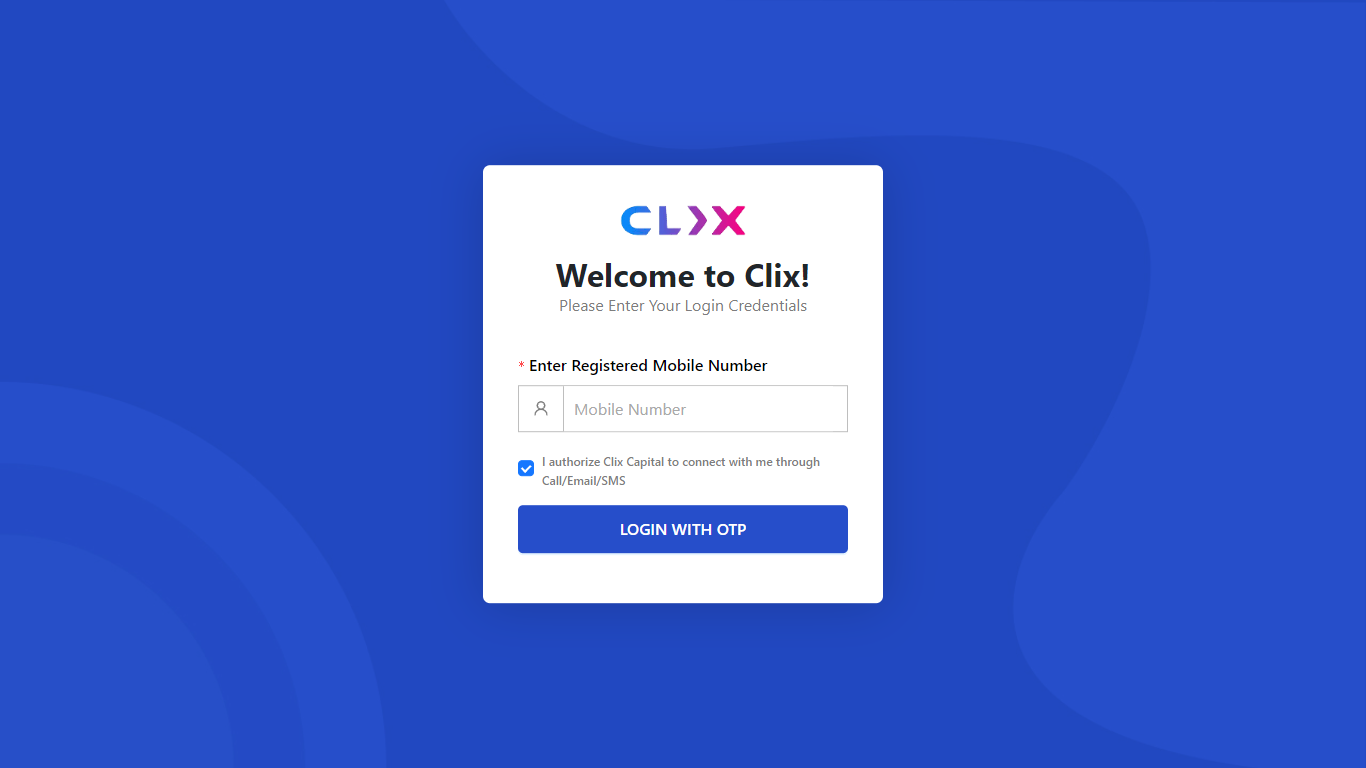 CLIX
Welcome to Clix!
Please Enter Your Login Credentials
* Enter Registered Mobile Number
Mobile Number
I authorize Clix Capital to connect with me through
Call/Email/SMS
LOGIN WITH OTP